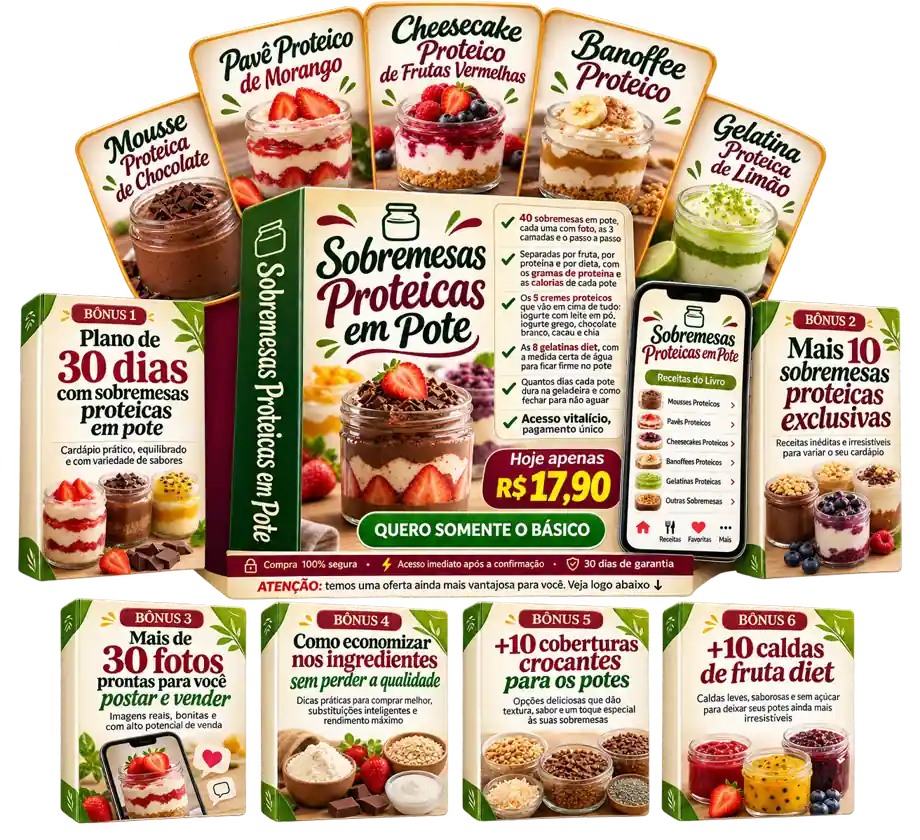 Mousse
Proteica
de Chocolate
Pavê Proteico
de Morango
Cheesecake
Proteico
de Frutas Vermelhas
Banoffee
Proteico
Gelatina
Proteica
de Limão
Sobremesas Proteicas em Pote
Sobremesas
Proteicas
em Pote
40 sobremesas em pote,
cada uma com foto, as 3
camadas e o passo a passo
Separadas por fruta, por
proteína e por dieta, com
os gramas de proteína e
as calorias de cada pote
Os 5 cremes proteicos
que vão em cima de tudo:
iogurte com leite em pó,
iogurte grego, chocolate
branco, cacau e chia
As 8 gelatinas diet, com
a medida certa de água
para ficar firme no pote
Quantos dias cada pote
dura na geladeira e como
fechar para não aguar
Acesso vitalício,
pagamento único
Hoje apenas
R$ 17,90
QUERO SOMENTE O BÁSICO
Sobremesas
Proteicas em Pote
Receitas do Livro
Mousses Proteicos
Pavês Proteicos
Cheesecakes Proteicos
Banoffees Proteicos
Gelatinas Proteicas
Outras Sobremesas
Receitas
Favoritas
Mais
Compra 100% segura • Acesso imediato após a confirmação • 30 dias de garantia
ATENÇÃO: temos uma oferta ainda mais vantajosa para você. Veja logo abaixo ↓
BÔNUS 1
Plano de
30 dias
com sobremesas
proteicas
em pote
Cardápio prático, equilibrado
e com variedade de sabores
BÔNUS 2
Mais 10
sobremesas
proteicas
exclusivas
Receitas inéditas e irresistíveis
para variar o seu cardápio
BÔNUS 3
Mais de
30 fotos
prontas para você
postar e vender
Imagens reais, bonitas e
com alto potencial de venda
BÔNUS 4
Como economizar
nos ingredientes
sem perder a qualidade
Dicas práticas para comprar melhor,
substituições inteligentes e
rendimento máximo
BÔNUS 5
+10 coberturas
crocantes
para os potes
Opções deliciosas que dão
textura, sabor e um toque especial
às suas sobremesas
BÔNUS 6
+10 caldas
de fruta diet
Caldas leves, saborosas e sem açúcar
para deixar seus potes ainda mais
irresistíveis